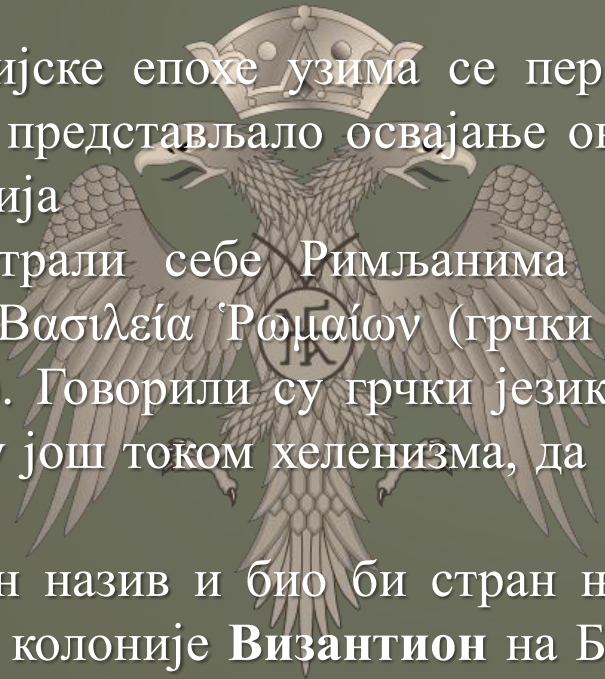 ијске епохе узима се пер
представљало освајање ов
ија
трали себе Римљанима
Βασιλεία Ῥωμαίων (грчки
). Говорили су грчки језик
у још током хеленизма, да
н назив и био би стран н
колоније Византион на Б